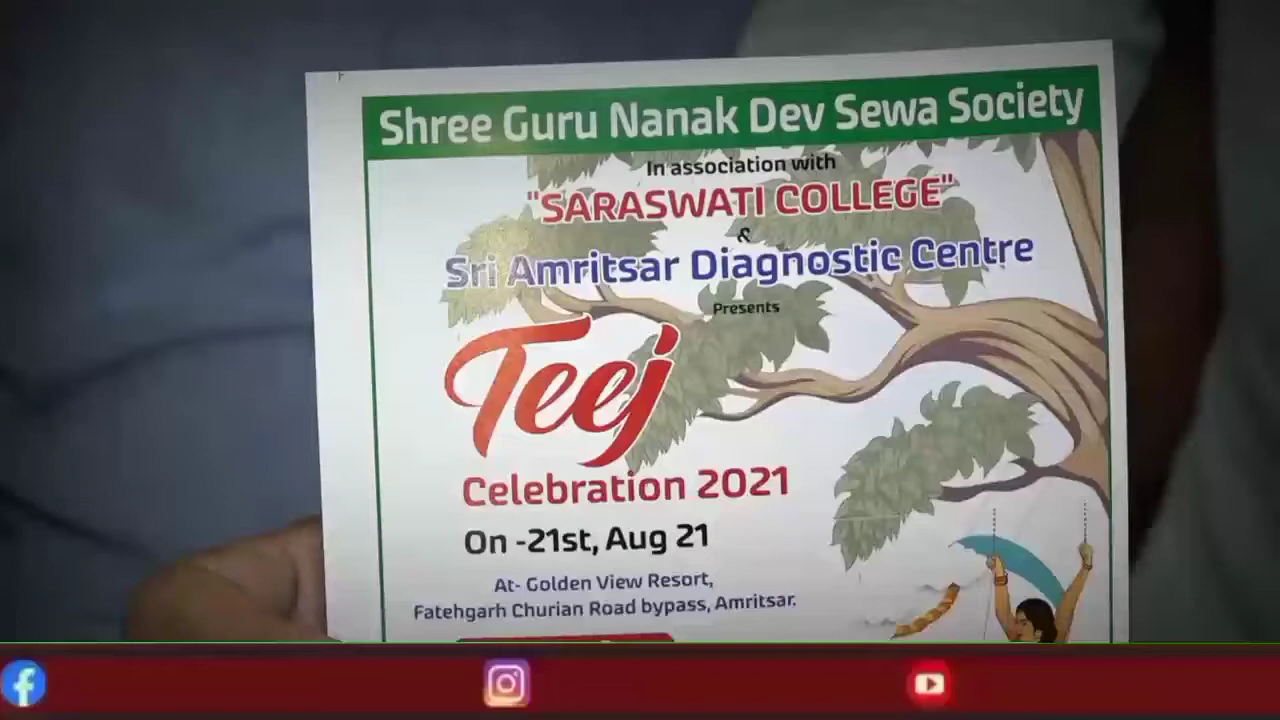 Shree Guru Nanak Dev Sewa Society
In association with
"SARASWATI COLLEGE"
&
Sri Amritsar Diagnostic Centre
Presents
Teej
Celebration 2021
On -21st, Aug 21
At- Golden View Resort,
Fatehgarh Churian Road bypass, Amritsar.